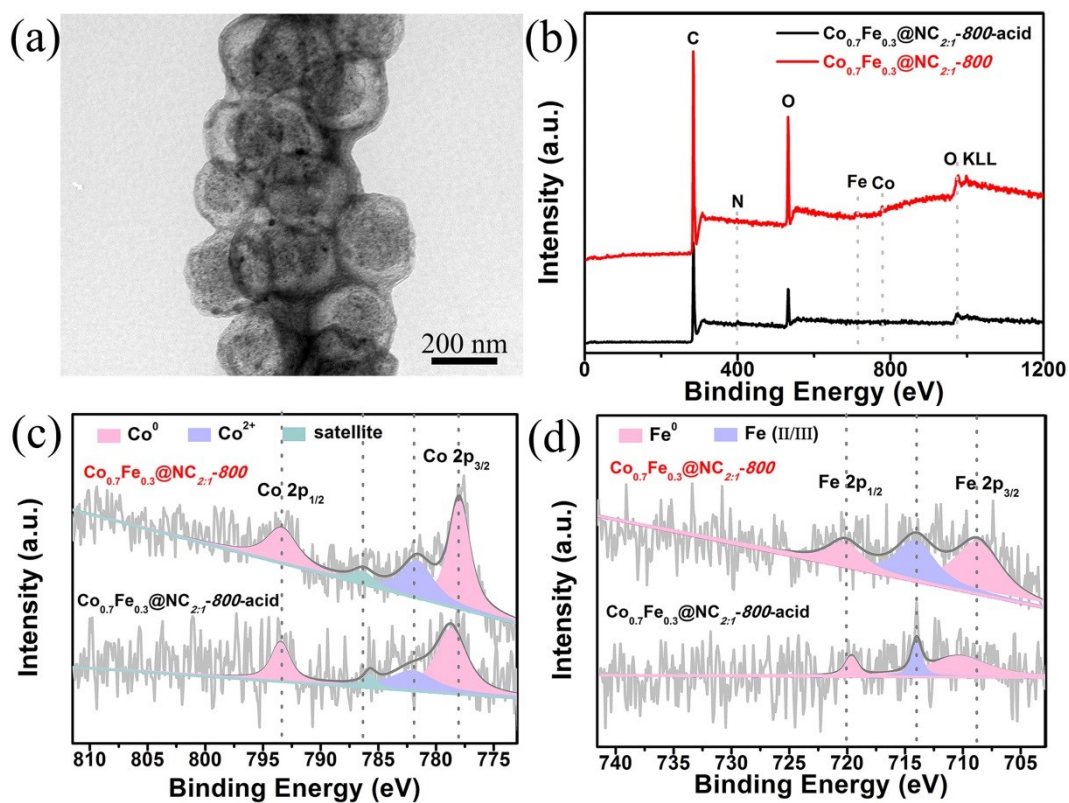 (a)
200 nm
(b)
Co0.7Fe0.3@NC2:1-800-acid
Co0.7Fe0.3@NC2:1-800
C
O
N
Fe
Co
O KLL
Intensity (a.u.)
0 400 800 1200
Binding Energy (eV)
(c)
Co⁰ Co²⁺ satellite
Co0.7Fe0.3@NC2:1-800
Co 2p1/2
Co 2p3/2
Co0.7Fe0.3@NC2:1-800-acid
Intensity (a.u.)
810 805 800 795 790 785 780 775
Binding Energy (eV)
(d)
Fe⁰ Fe (II/III)
Co0.7Fe0.3@NC2:1-800
Fe 2p1/2
Fe 2p3/2
Co0.7Fe0.3@NC2:1-800-acid
Intensity (a.u.)
740 735 730 725 720 715 710 705
Binding Energy (eV)